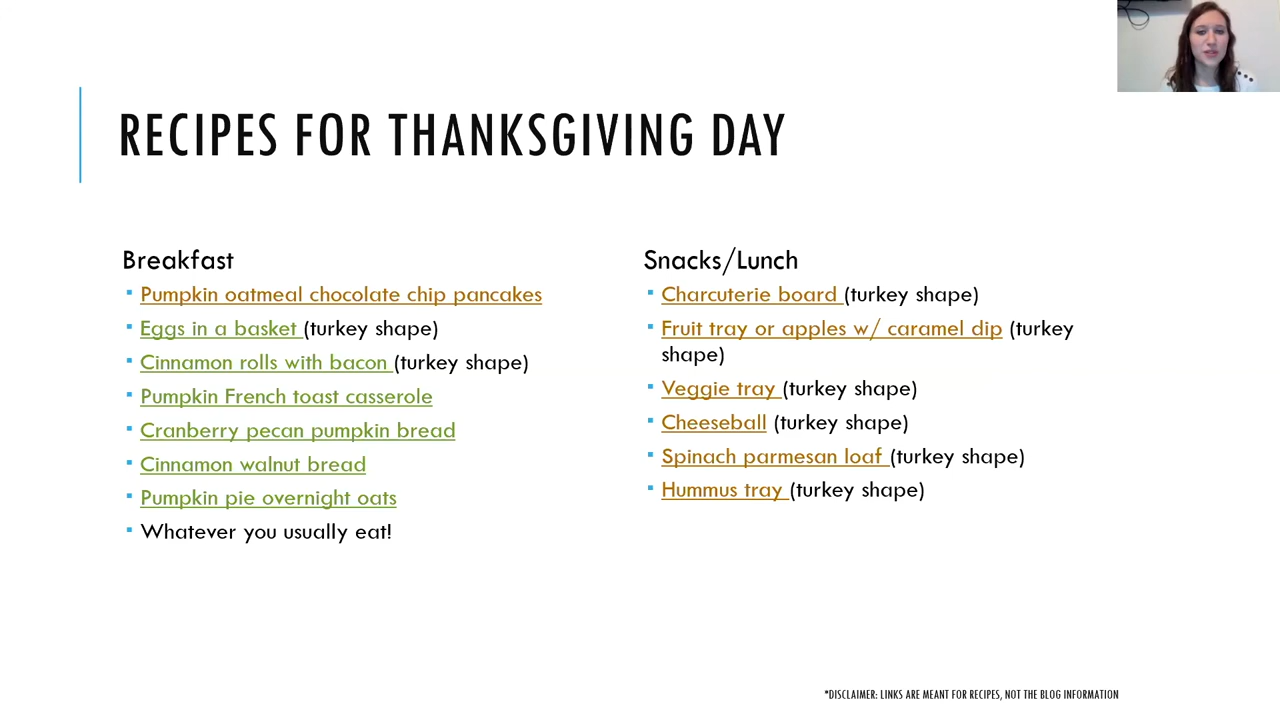 RECIPES FOR THANKSGIVING DAY
Breakfast
Pumpkin oatmeal chocolate chip pancakes
Eggs in a basket (turkey shape)
Cinnamon rolls with bacon (turkey shape)
Pumpkin French toast casserole
Cranberry pecan pumpkin bread
Cinnamon walnut bread
Pumpkin pie overnight oats
Whatever you usually eat!
Snacks/Lunch
Charcuterie board (turkey shape)
Fruit tray or apples w/ caramel dip (turkey
shape)
Veggie tray (turkey shape)
Cheeseball (turkey shape)
Spinach parmesan loaf (turkey shape)
Hummus tray (turkey shape)
*DISCLAIMER: LINKS ARE MEANT FOR RECIPES, NOT THE BLOG INFORMATION